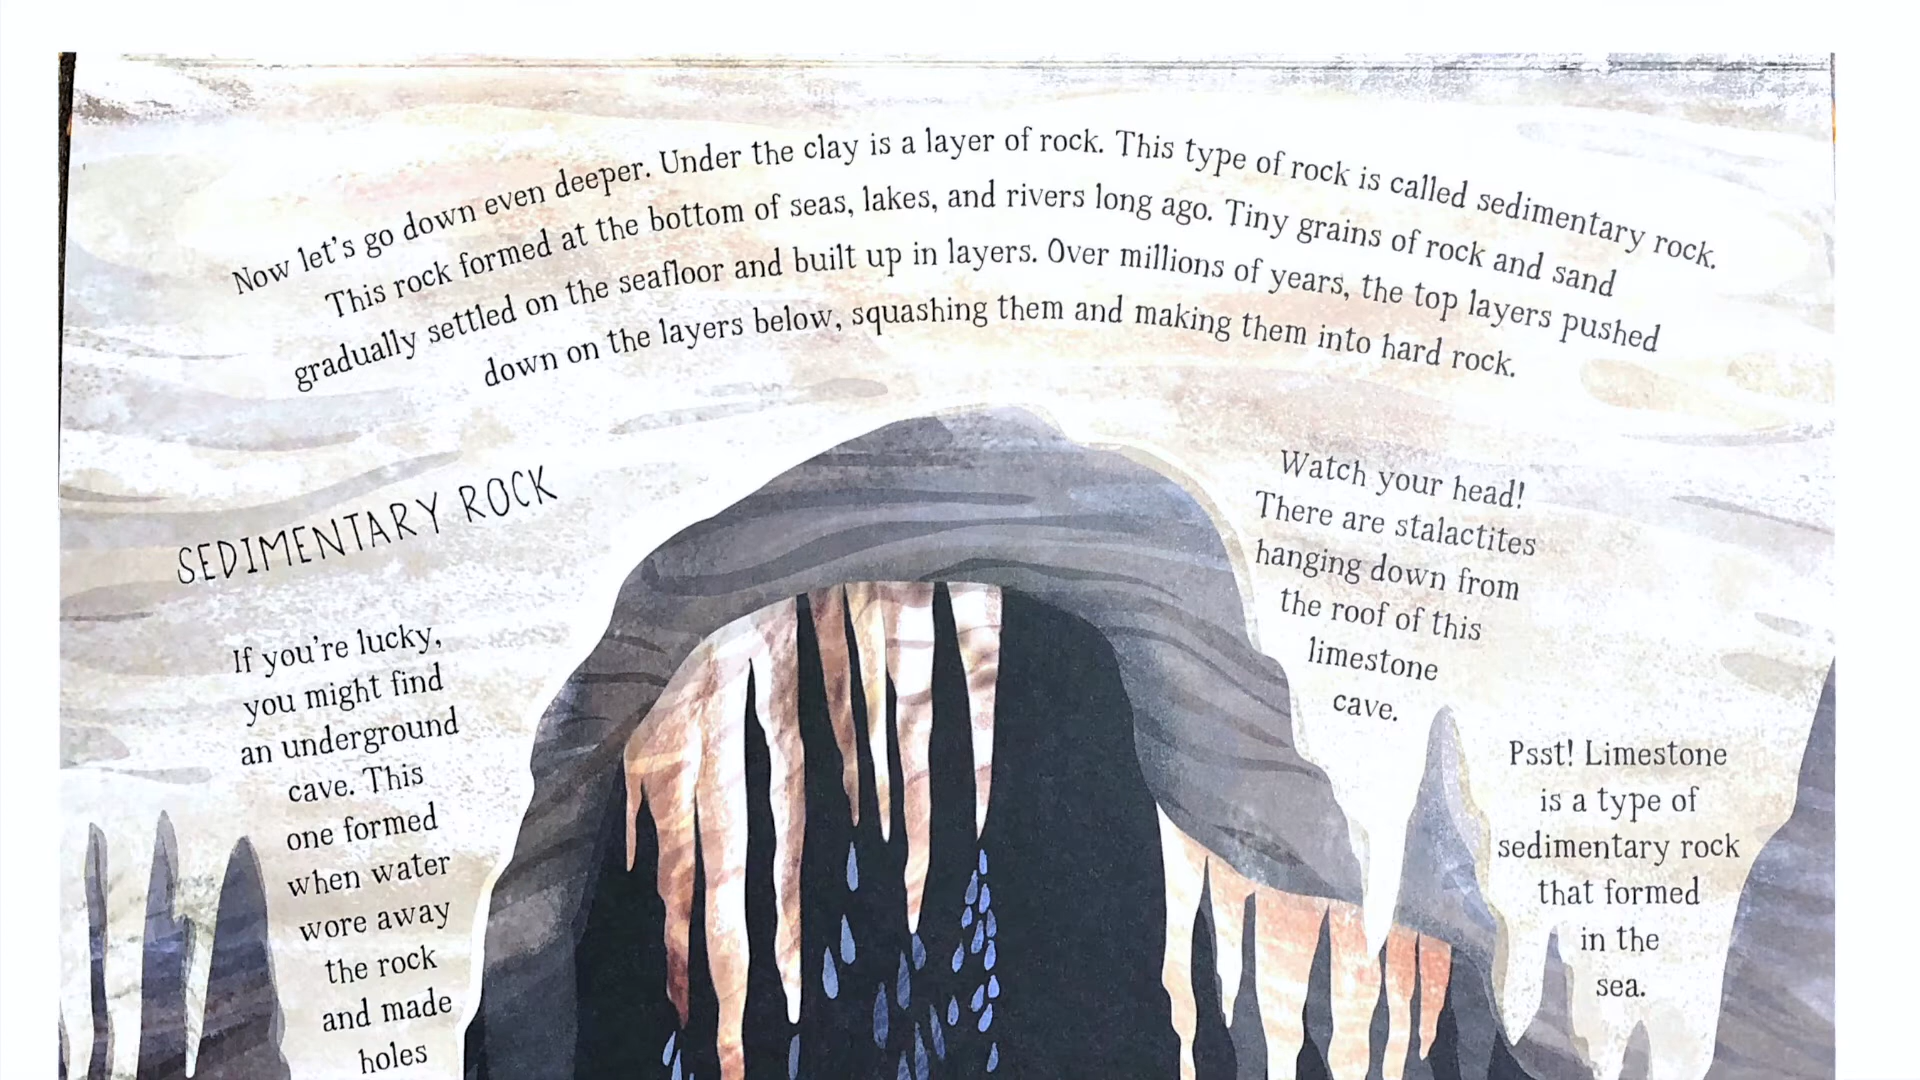 Now let's go down even deeper. Under the clay is a layer of rock. This type of rock is called sedimentary rock.
This rock formed at the bottom of seas, lakes, and rivers long ago. Tiny grains of rock and sand
gradually settled on the seafloor and built up in layers. Over millions of years, the top layers pushed
down on the layers below, squashing them and making them into hard rock.
SEDIMENTARY ROCK
If you're lucky,
you might find
an underground
cave. This
one formed
when water
wore away
the rock
and made
holes
Watch your head!
There are stalactites
hanging down from
the roof of this
limestone
cave.
Psst! Limestone
is a type of
sedimentary rock
that formed
in the
sea.